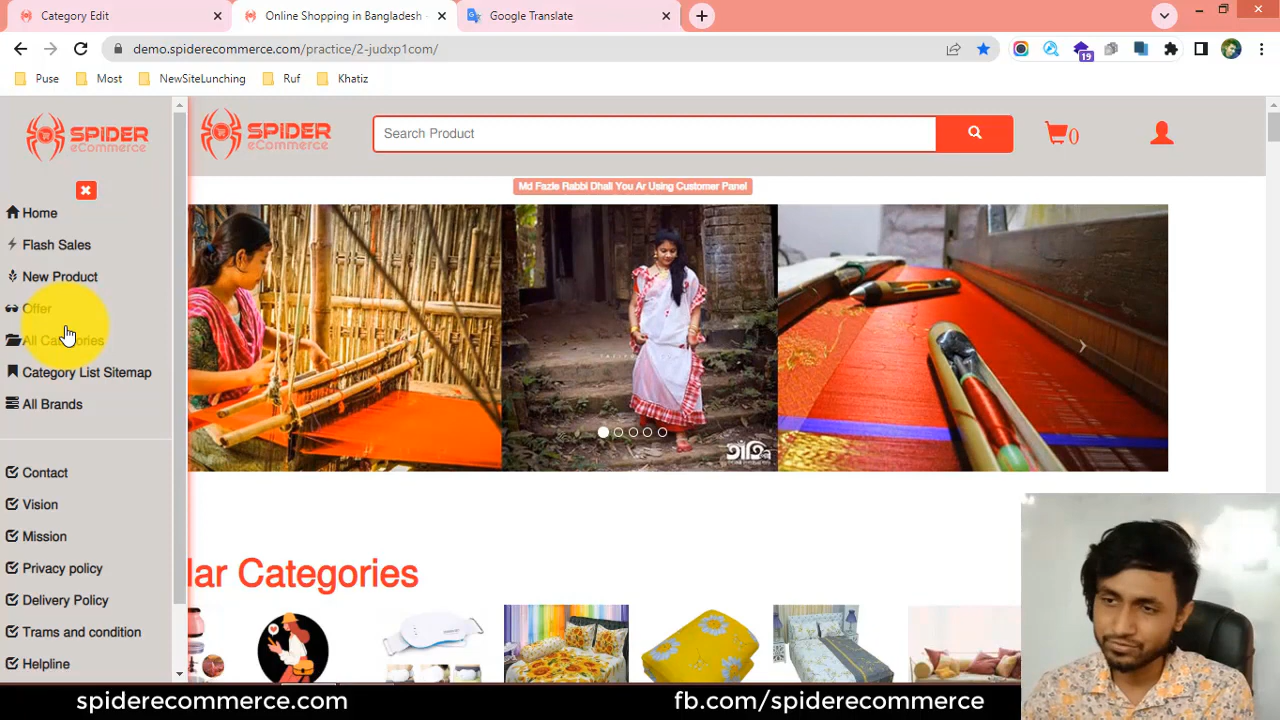 Category Edit
Online Shopping in Bangladesh -
Google Translate
demo.spiderecommerce.com/practice/2-judxp1com/
19
Puse
Most
NewSiteLunching
Ruf
Khatiz
SPIDER
eCommerce
SPIDER
eCommerce
Search Product
0
Md Fazle Rabbi Dhali You Ar Using Customer Panel
Home
Flash Sales
New Product
Offer
All Categories
Category List Sitemap
All Brands
Contact
Vision
Mission
Privacy policy
Delivery Policy
Trams and condition
Helpline
lar Categories
spiderecommerce.com
fb.com/spiderecommerce